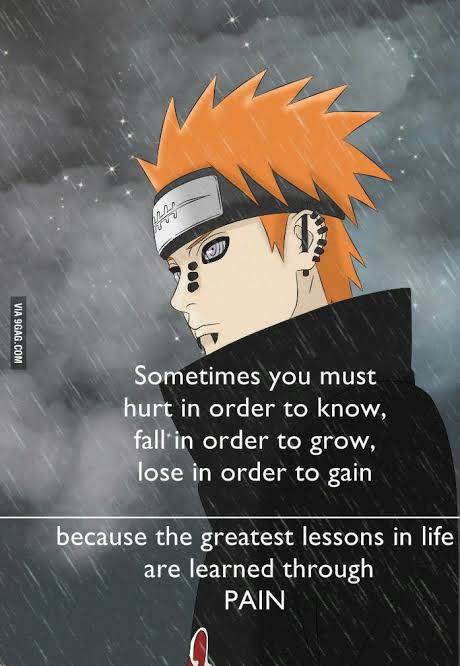 VIA 9GAG.COM
Sometimes you must
hurt in order to know,
fall in order to grow,
lose in order to gain
because the greatest lessons in life
are learned through
PAIN